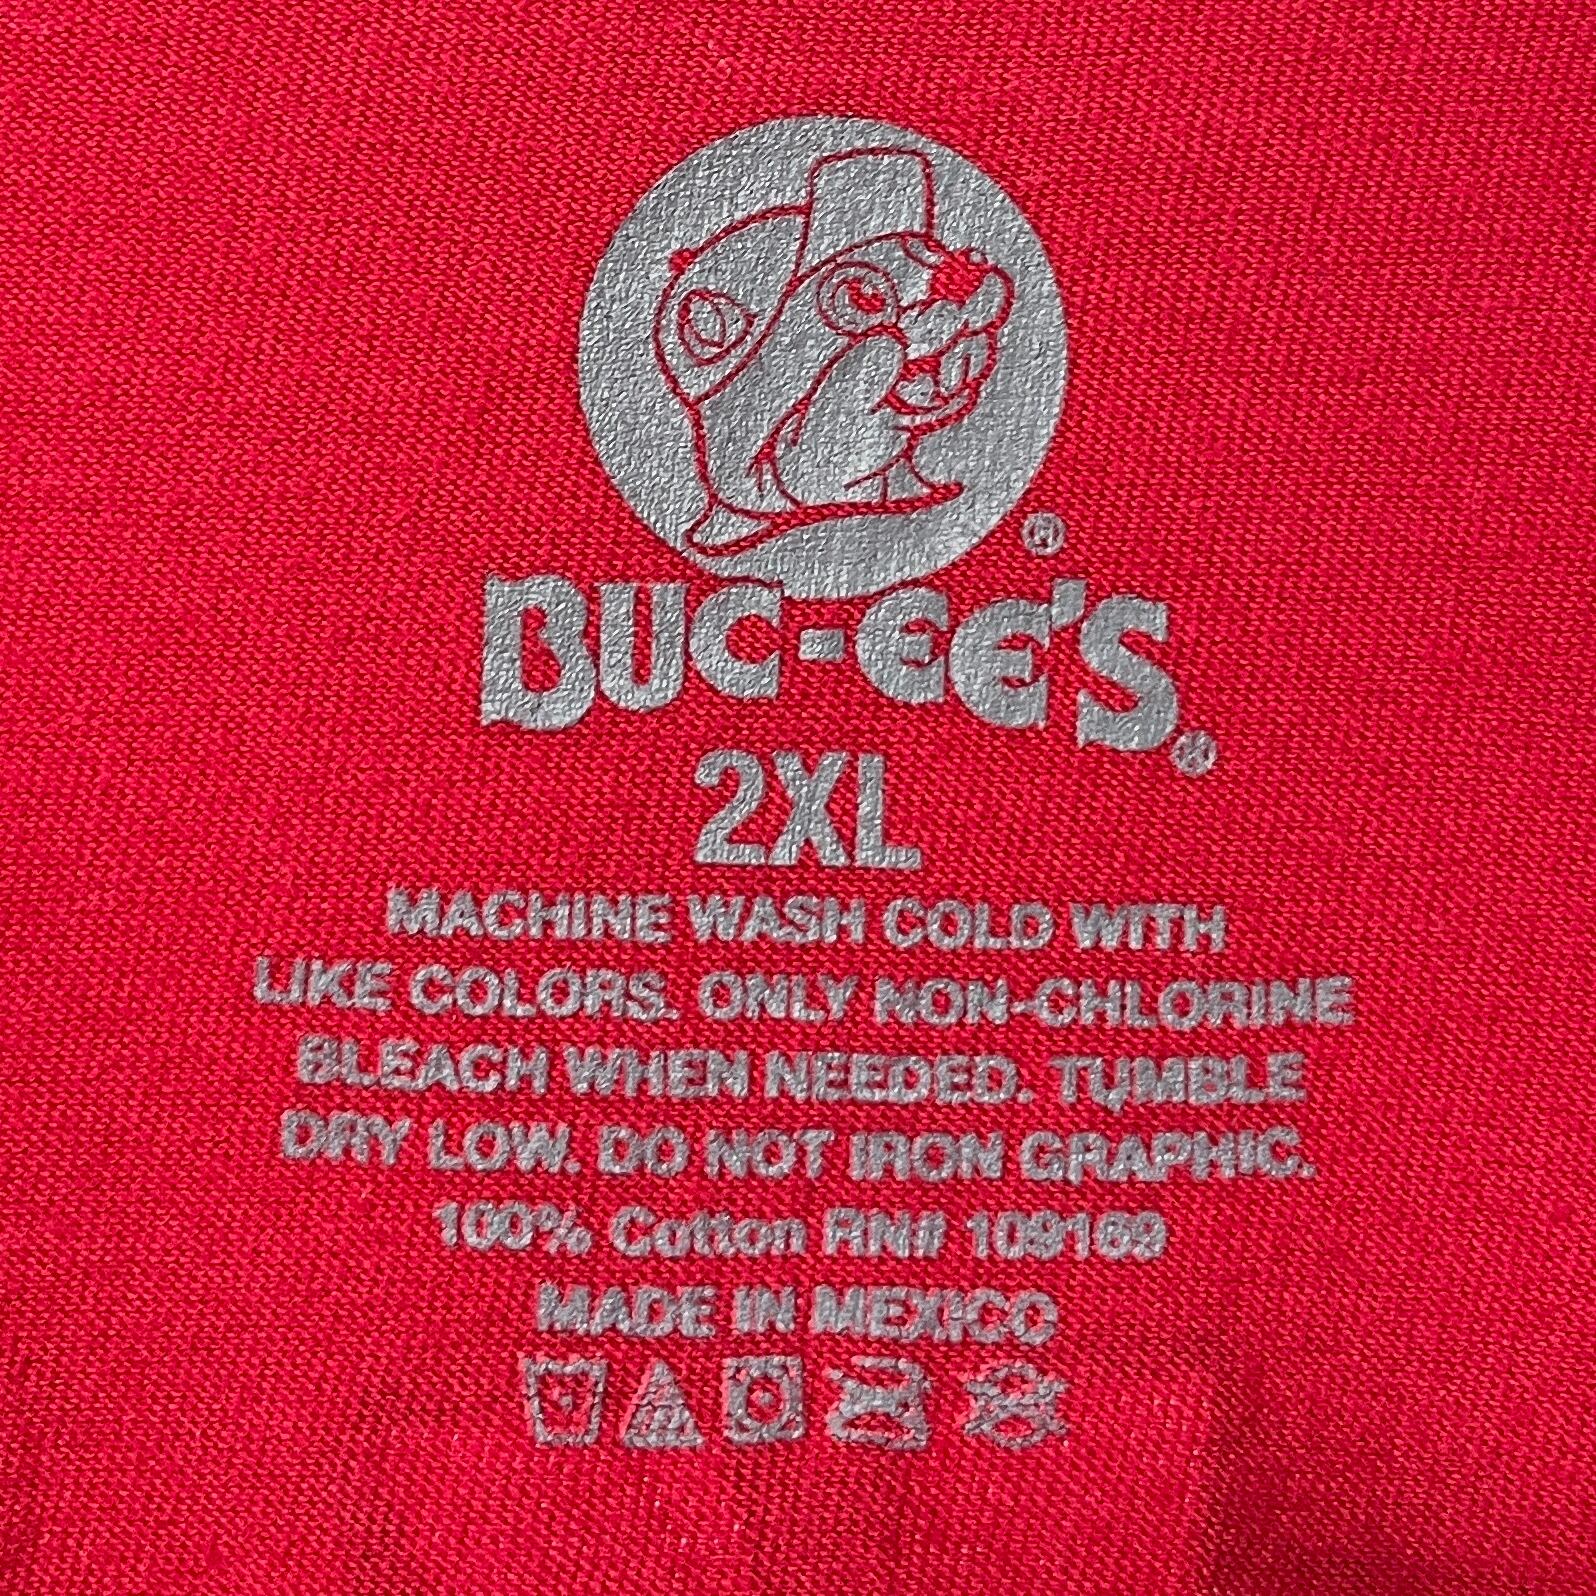 ®
BUC-EE'S®
2XL
MACHINE WASH COLD WITH
LIKE COLORS. ONLY NON-CHLORINE
BLEACH WHEN NEEDED. TUMBLE
DRY LOW. DO NOT IRON GRAPHIC.
100% Cotton RN# 109169
MADE IN MEXICO